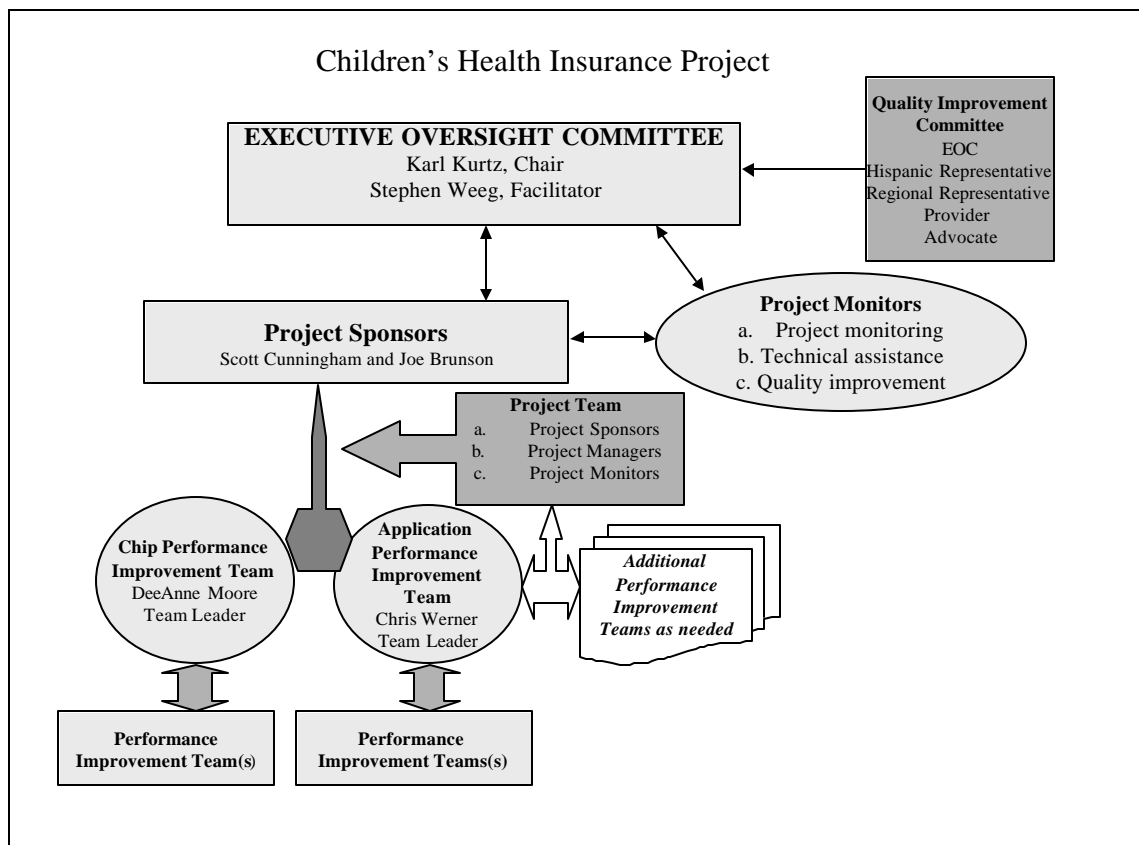 Children’s Health Insurance Project
Quality Improvement
Committee
EOC
Hispanic Representative
Regional Representative
Provider
Advocate
EXECUTIVE OVERSIGHT COMMITTEE
Karl Kurtz, Chair
Stephen Weeg, Facilitator
Project Sponsors
Scott Cunningham and Joe Brunson
Project Monitors
a. Project monitoring
b. Technical assistance
c. Quality improvement
Project Team
a. Project Sponsors
b. Project Managers
c. Project Monitors
Chip Performance
Improvement Team
DeeAnne Moore
Team Leader
Application
Performance
Improvement
Team
Chris Werner
Team Leader
Additional
Performance
Improvement
Teams as needed
Performance
Improvement Team(s)
Performance
Improvement Teams(s)